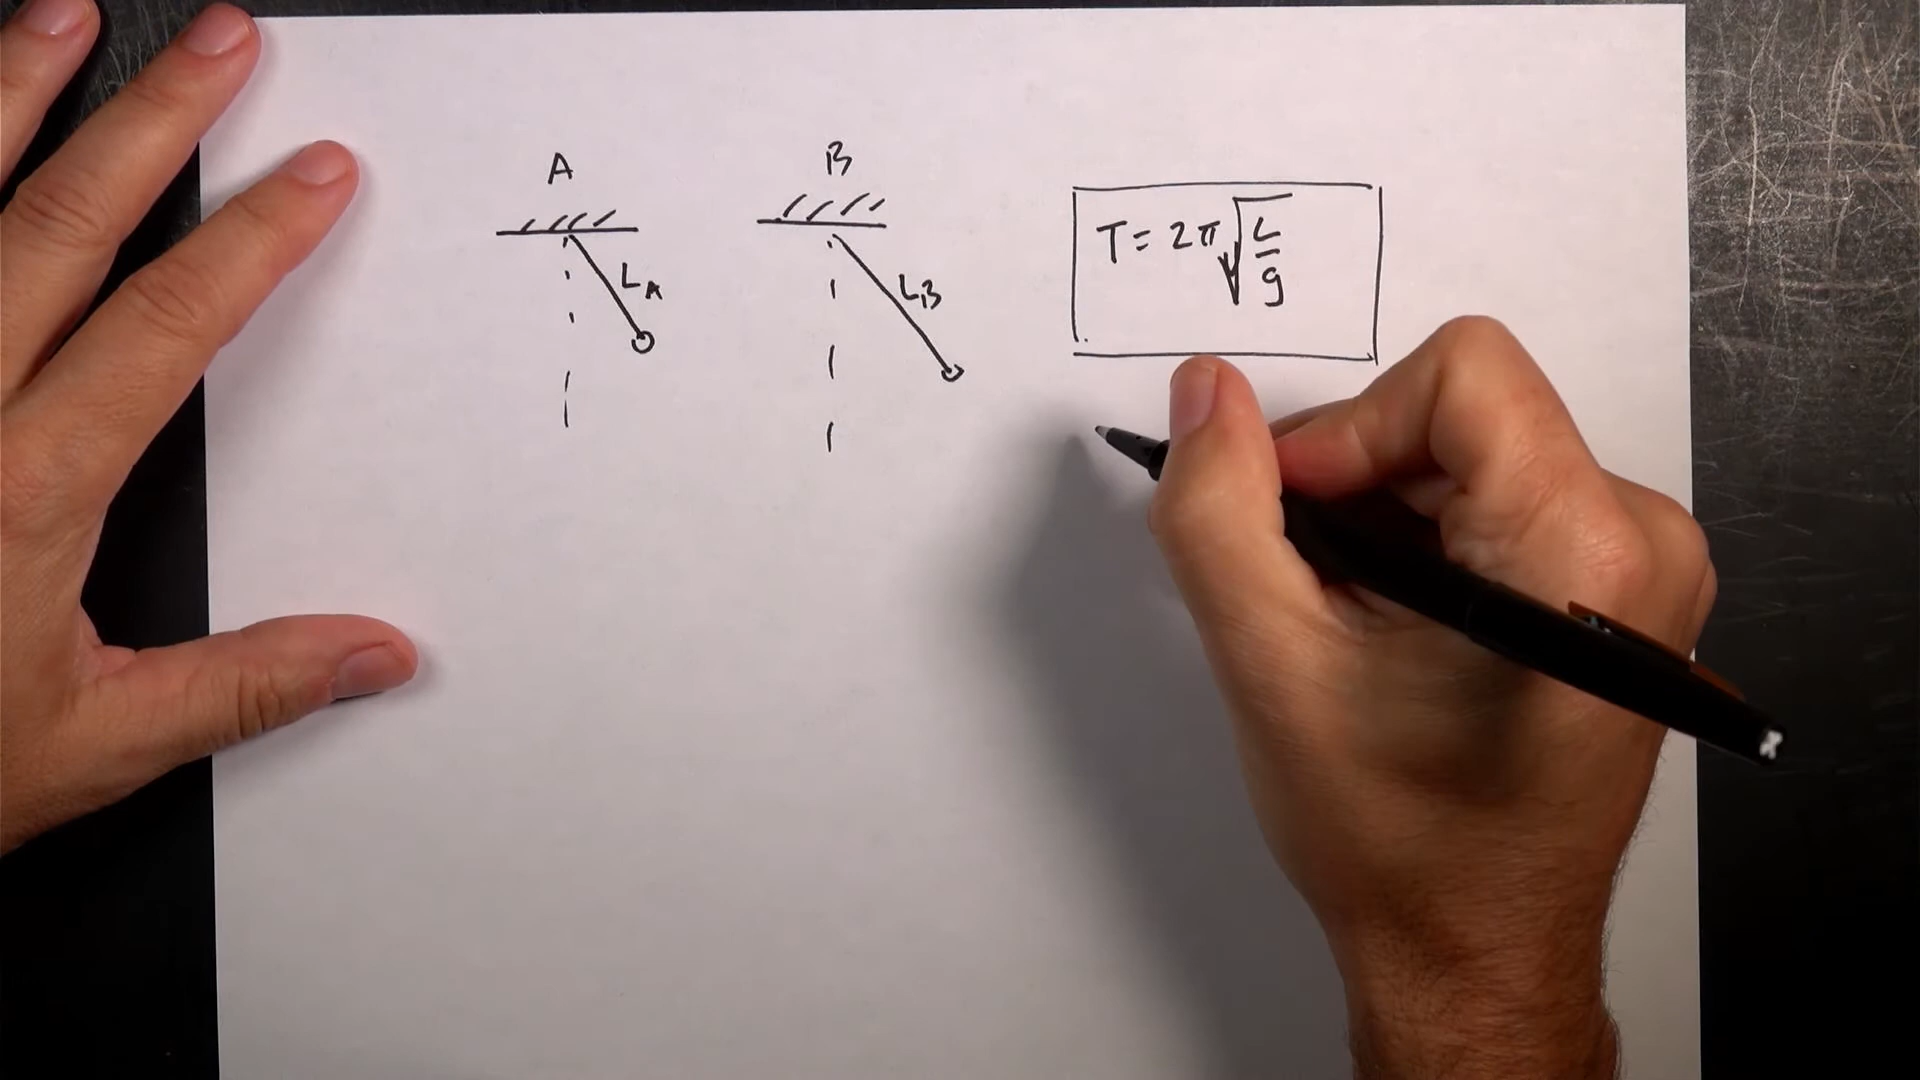 A
B
L_A
L_B
T = 2π√(L/g)